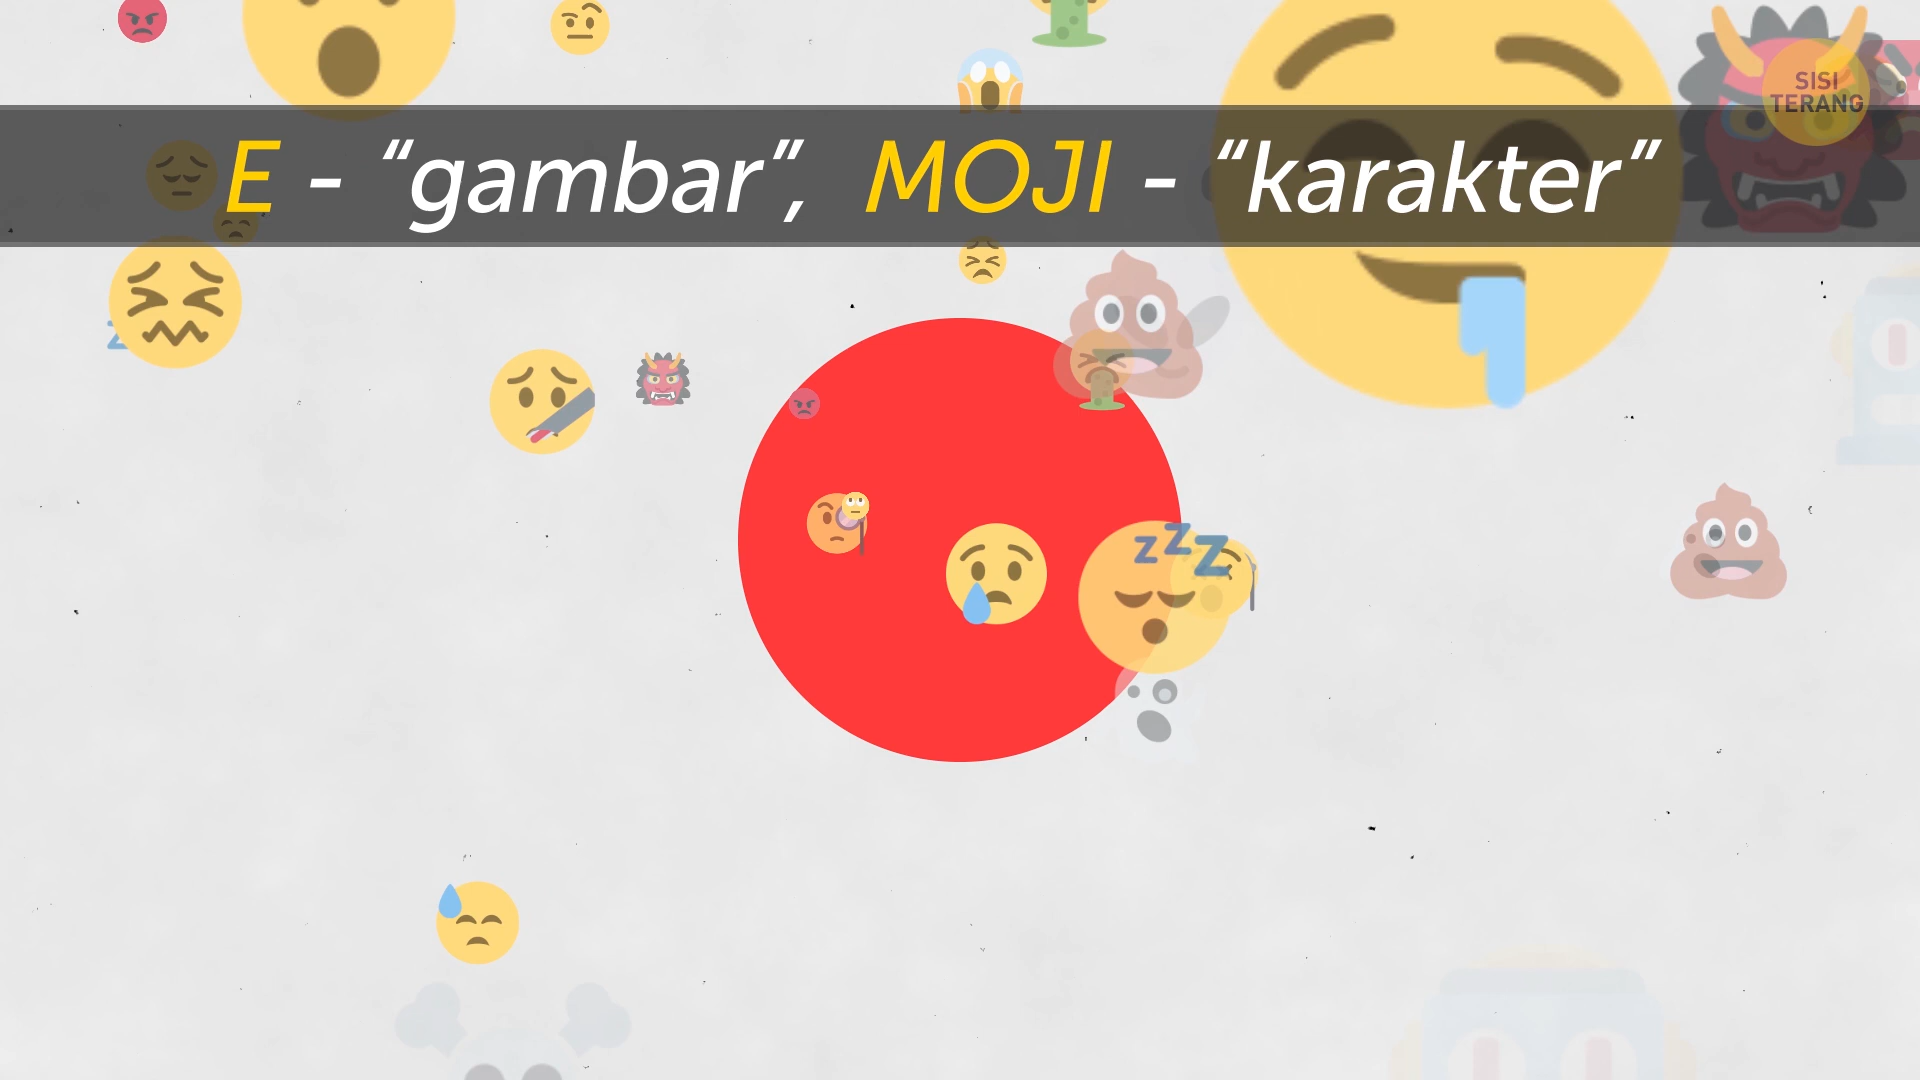 SISI
TERANG
E - “gambar”, MOJI - “karakter”
z z z